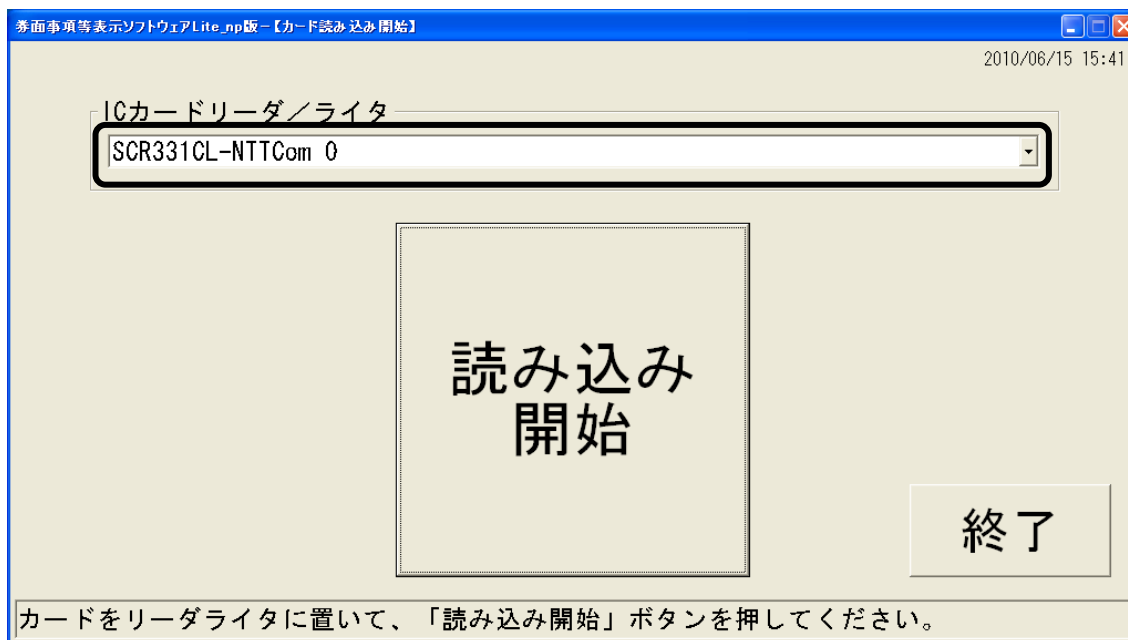 券面事項等表示ソフトウェアLite_np版-【カード読み込み開始】
2010/06/15 15:41
ICカードリーダ／ライタ
SCR331CL-NTTCom 0
読み込み
開始
終了
カードをリーダライタに置いて、「読み込み開始」ボタンを押してください。